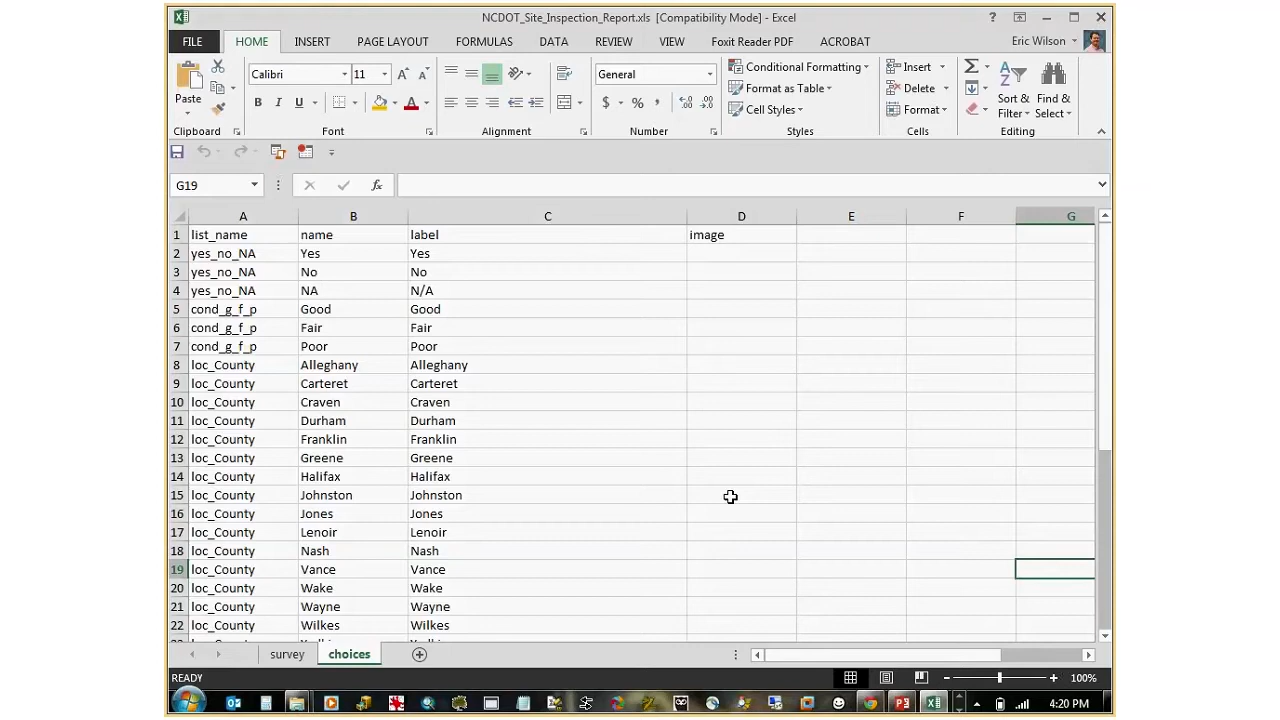 NCDOT_Site_Inspection_Report.xls [Compatibility Mode] - Excel
FILE HOME INSERT PAGE LAYOUT FORMULAS DATA REVIEW VIEW Foxit Reader PDF ACROBAT Eric Wilson
Calibri 11 General Conditional Formatting Insert
Format as Table Delete
Paste B I U $ % , Cell Styles Format Sort & Filter Find & Select
Clipboard Font Alignment Number Styles Cells Editing
G19 fx
A B C D E F G
1 list_name name label image
2 yes_no_NA Yes Yes
3 yes_no_NA No No
4 yes_no_NA NA N/A
5 cond_g_f_p Good Good
6 cond_g_f_p Fair Fair
7 cond_g_f_p Poor Poor
8 loc_County Alleghany Alleghany
9 loc_County Carteret Carteret
10 loc_County Craven Craven
11 loc_County Durham Durham
12 loc_County Franklin Franklin
13 loc_County Greene Greene
14 loc_County Halifax Halifax
15 loc_County Johnston Johnston
16 loc_County Jones Jones
17 loc_County Lenoir Lenoir
18 loc_County Nash Nash
19 loc_County Vance Vance
20 loc_County Wake Wake
21 loc_County Wayne Wayne
22 loc_County Wilkes Wilkes
survey choices
READY 100%
4:20 PM